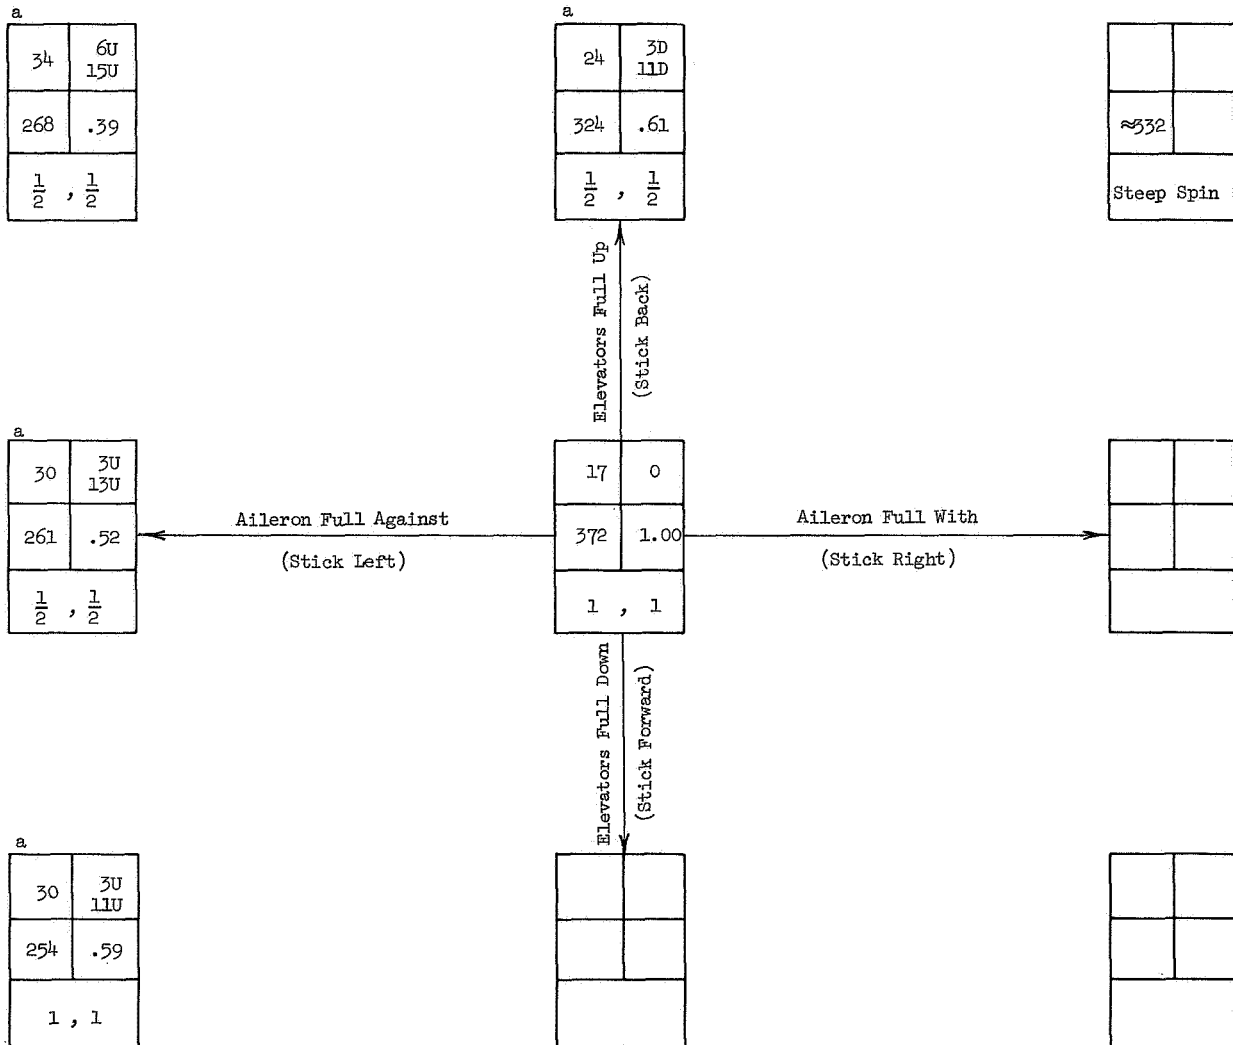 a
34 6U
15U
268 .39
1/2 , 1/2
a
24 3D
11D
324 .61
1/2 , 1/2
≈332
Steep Spin
Elevators Full Up
(Stick Back)
a
30 3U
13U
261 .52
1/2 , 1/2
Aileron Full Against
(Stick Left)
17 0
372 1.00
1 , 1
Aileron Full With
(Stick Right)
Elevators Full Down
(Stick Forward)
a
30 3U
11U
254 .59
1 , 1